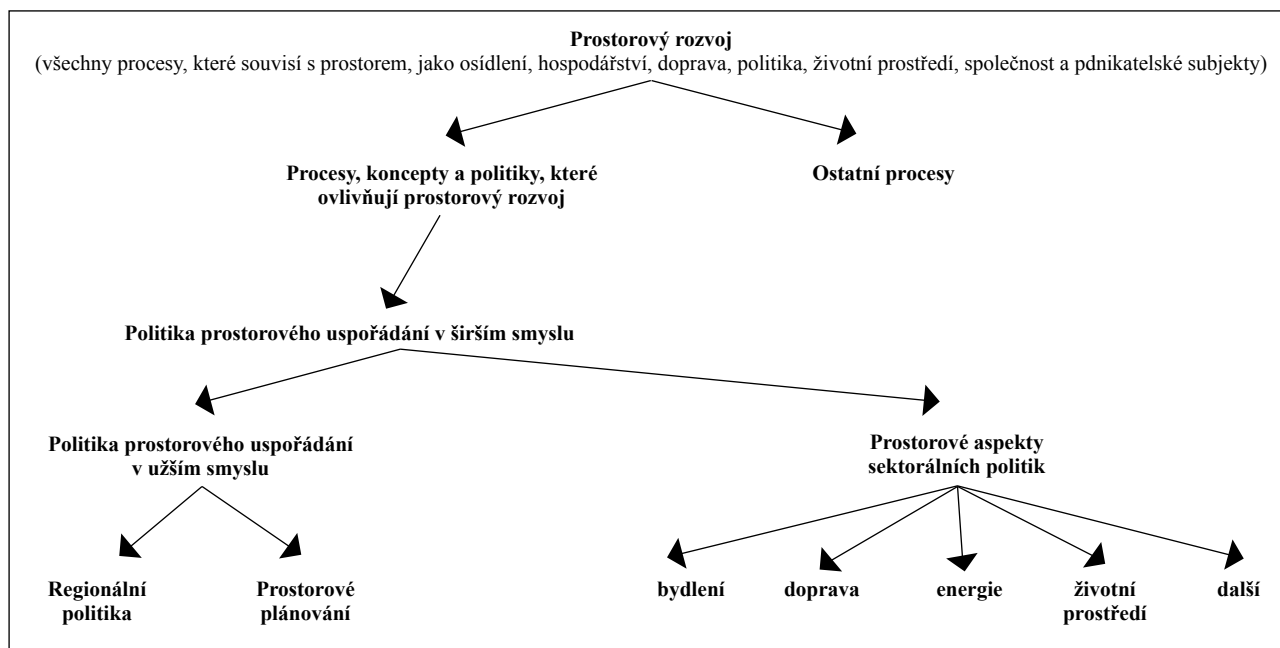 Prostorový rozvoj
(všechny procesy, které souvisí s prostorem, jako osídlení, hospodářství, doprava, politika, životní prostředí, společnost a pdnikatelské subjekty)
Procesy, koncepty a politiky, které
ovlivňují prostorový rozvoj
Ostatní procesy
Politika prostorového uspořádání v širším smyslu
Politika prostorového uspořádání
v užším smyslu
Prostorové aspekty
sektorálních politik
Regionální
politika
Prostorové
plánování
bydlení
doprava
energie
životní
prostředí
další